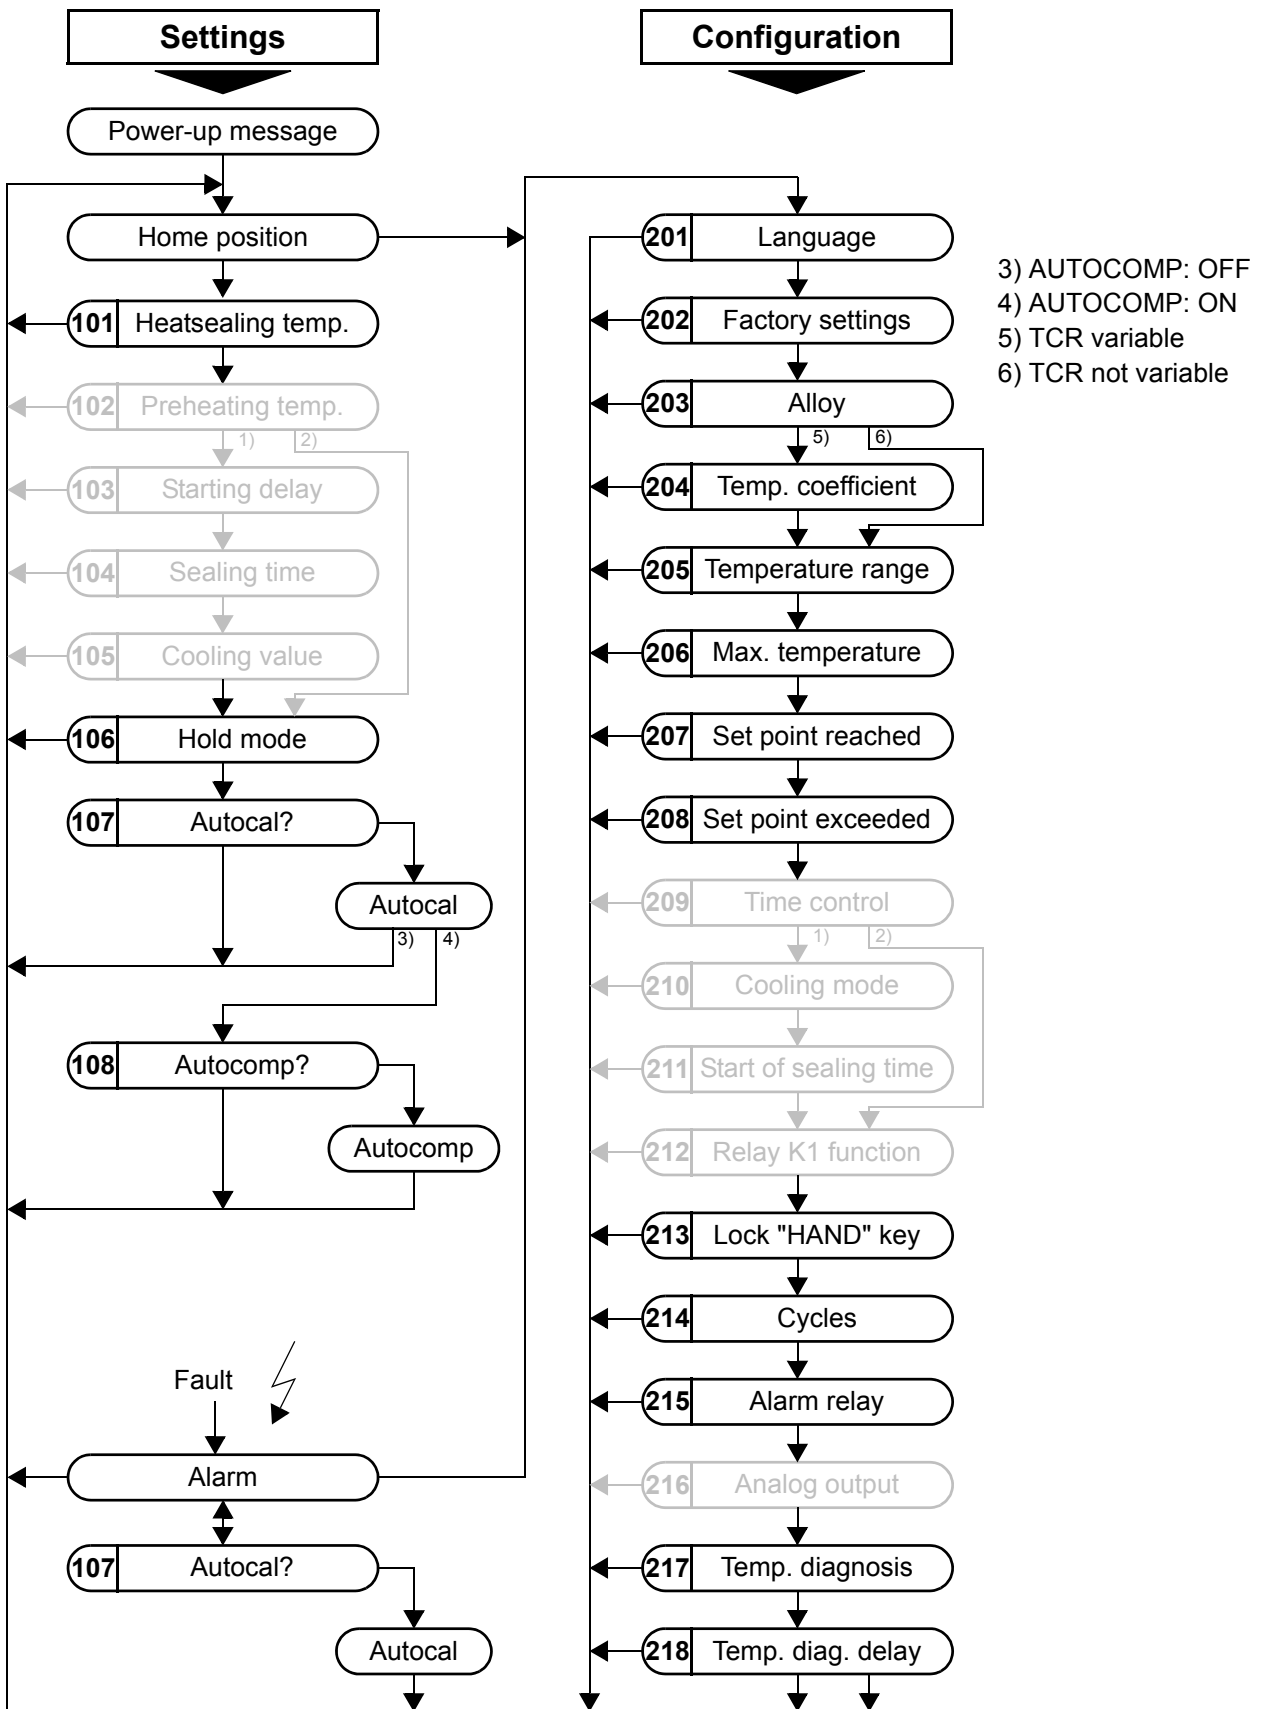 Settings
Power-up message
Home position
101 Heatsealing temp.
102 Preheating temp.
1) 2)
103 Starting delay
104 Sealing time
105 Cooling value
106 Hold mode
107 Autocal?
Autocal
3) 4)
108 Autocomp?
Autocomp
Fault
Alarm
107 Autocal?
Autocal
Configuration
201 Language
202 Factory settings
203 Alloy
5) 6)
204 Temp. coefficient
205 Temperature range
206 Max. temperature
207 Set point reached
208 Set point exceeded
209 Time control
1) 2)
210 Cooling mode
211 Start of sealing time
212 Relay K1 function
213 Lock "HAND" key
214 Cycles
215 Alarm relay
216 Analog output
217 Temp. diagnosis
218 Temp. diag. delay
3) AUTOCOMP: OFF
4) AUTOCOMP: ON
5) TCR variable
6) TCR not variable